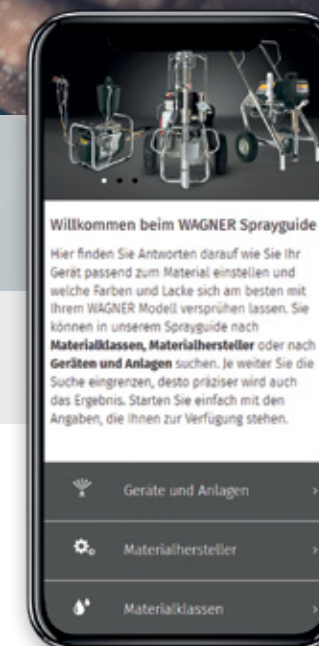 Willkommen beim WAGNER Sprayguide
Hier finden Sie Antworten darauf wie Sie Ihr
Gerät passend zum Material einstellen und
welche Farben und Lacke sich am besten mit
Ihrem WAGNER Modell versprühen lassen. Sie
können in unserem Sprayguide nach
Materialklassen, Materialhersteller oder nach
Geräten und Anlagen suchen. Je weiter Sie die
Suche eingrenzen, desto präziser wird auch
das Ergebnis. Starten Sie einfach mit den
Angaben, die Ihnen zur Verfügung stehen.
Geräte und Anlagen
Materialhersteller
Materialklassen